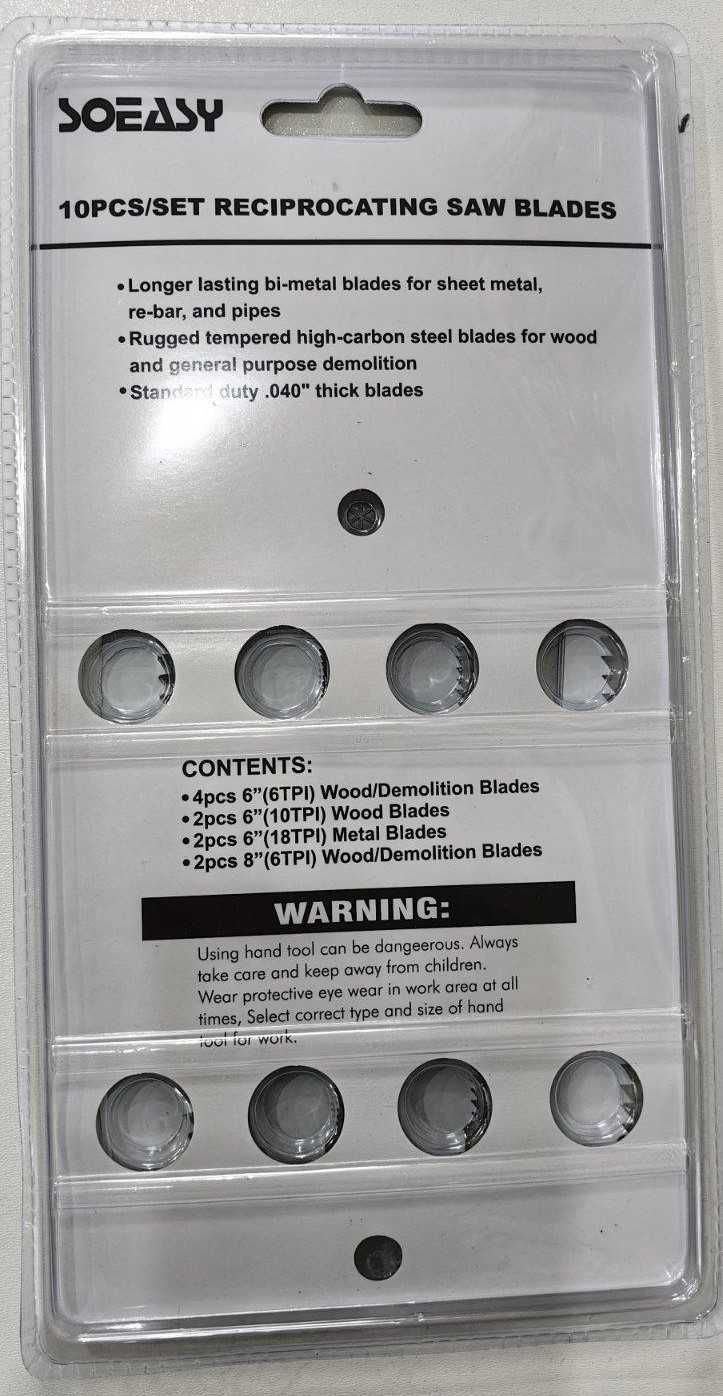 SOEASY
10PCS/SET RECIPROCATING SAW BLADES
•Longer lasting bi-metal blades for sheet metal,
re-bar, and pipes
•Rugged tempered high-carbon steel blades for wood
and general purpose demolition
•Standard duty .040" thick blades
CONTENTS:
•4pcs 6”(6TPI) Wood/Demolition Blades
•2pcs 6”(10TPI) Wood Blades
•2pcs 6”(18TPI) Metal Blades
•2pcs 8”(6TPI) Wood/Demolition Blades
WARNING:
Using hand tool can be dangeerous. Always
take care and keep away from children.
Wear protective eye wear in work area at all
times, Select correct type and size of hand
tool for work.